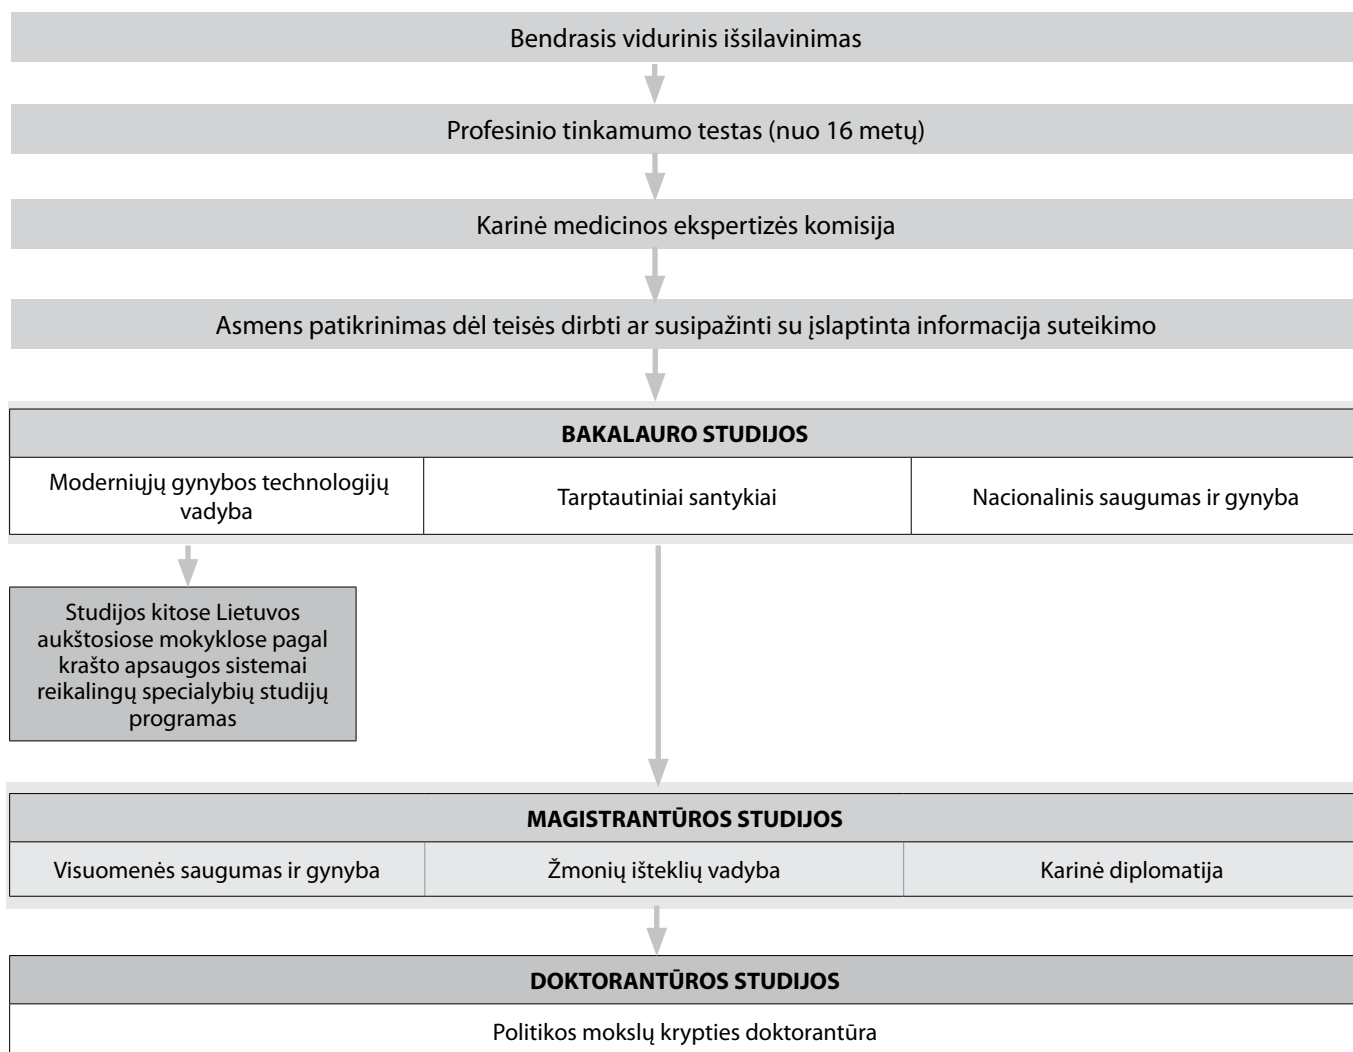 Bendrasis vidurinis išsilavinimas
Profesinio tinkamumo testas (nuo 16 metų)
Karinė medicinos ekspertizės komisija
Asmens patikrinimas dėl teisės dirbti ar susipažinti su įslaptinta informacija suteikimo
BAKALAURO STUDIJOS
Moderniųjų gynybos technologijų
vadyba
Tarptautiniai santykiai
Nacionalinis saugumas ir gynyba
Studijos kitose Lietuvos
aukštosiose mokyklose pagal
krašto apsaugos sistemai
reikalingų specialybių studijų
programas
MAGISTRANTŪROS STUDIJOS
Visuomenės saugumas ir gynyba
Žmonių išteklių vadyba
Karinė diplomatija
DOKTORANTŪROS STUDIJOS
Politikos mokslų krypties doktorantūra